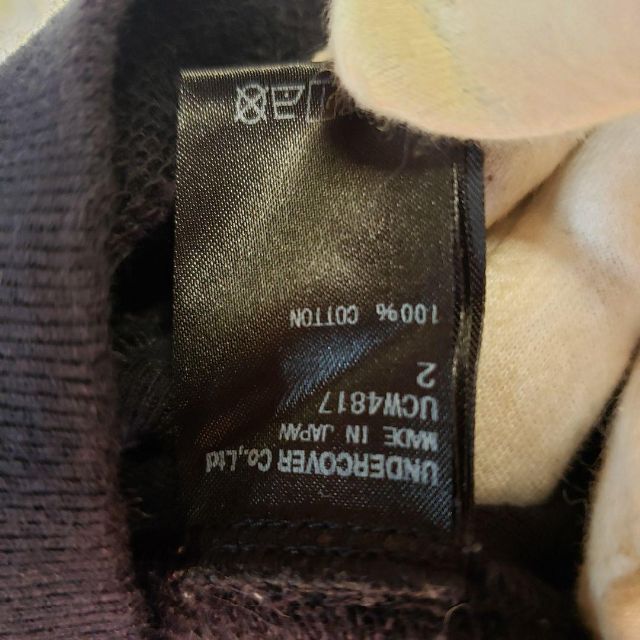 UNDERCOVER Co.,Ltd
MADE IN JAPAN
UCW4817
2
100% COTTON